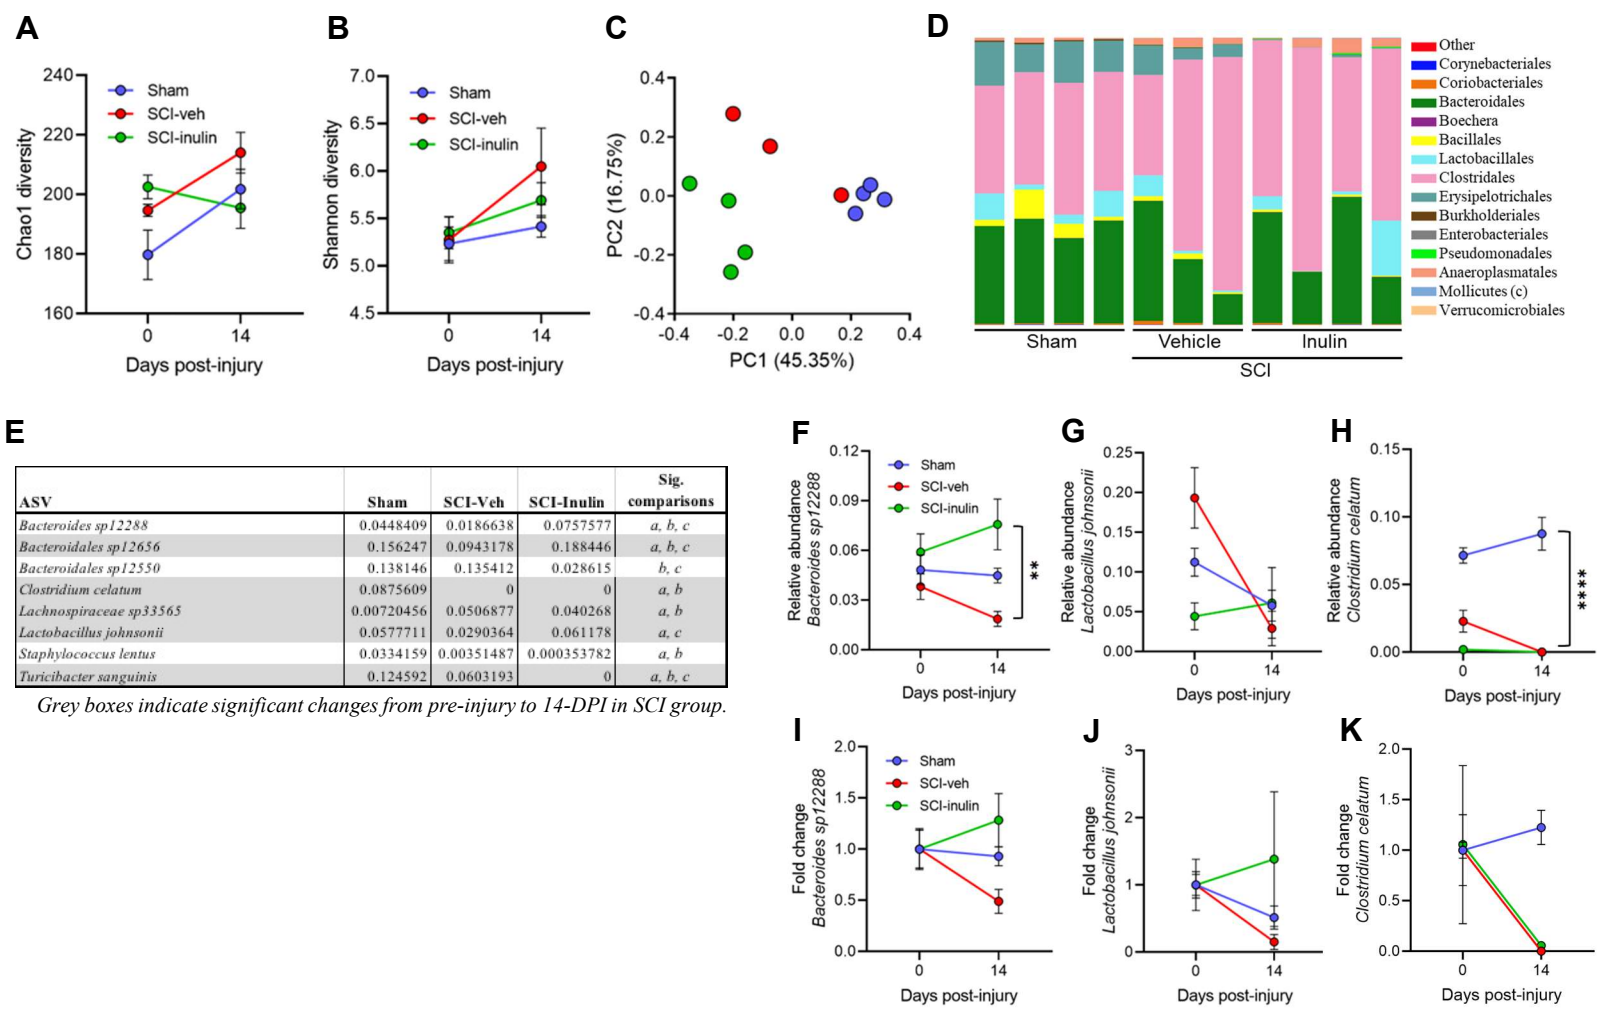 A
240
220
200
180
160
Chao1 diversity
Sham
SCI-veh
SCI-inulin
0
14
Days post-injury
B
7.0
6.5
6.0
5.5
5.0
4.5
Shannon diversity
Sham
SCI-veh
SCI-inulin
0
14
Days post-injury
C
0.4
0.2
0.0
-0.2
-0.4
PC2 (16.75%)
-0.4
-0.2
0.0
0.2
0.4
PC1 (45.35%)
D
Other
Corynebacteriales
Coriobacteriales
Bacteroidales
Boechera
Bacillales
Lactobacillales
Clostridales
Erysipelotrichales
Burkholderiales
Enterobacteriales
Pseudomonadales
Anaeroplasmatales
Mollicutes (c)
Verrucomicrobiales
Sham
Vehicle
Inulin
SCI
E
ASV Sham SCI-Veh SCI-Inulin Sig. comparisons
Bacteroides sp12288 0.0448409 0.0186638 0.0757577 a, b, c
Bacteroidales sp12656 0.156247 0.0943178 0.188446 a, b, c
Bacteroidales sp12550 0.138146 0.135412 0.028615 b, c
Clostridium celatum 0.0875609 0 0 a, b
Lachnospiraceae sp33565 0.00720456 0.0506877 0.040268 a, b
Lactobacillus johnsonii 0.0577711 0.0290364 0.061178 a, c
Staphylococcus lentus 0.0334159 0.00351487 0.000353782 a, b
Turicibacter sanguinis 0.124592 0.0603193 0 a, b, c
Grey boxes indicate significant changes from pre-injury to 14-DPI in SCI group.
F
0.12
0.09
0.06
0.03
0.00
Relative abundance
Bacteroides sp12288
Sham
SCI-veh
SCI-inulin
**
0
14
Days post-injury
G
0.25
0.20
0.15
0.10
0.05
0.00
Relative abundance
Lactobacillus johnsonii
0
14
Days post-injury
H
0.15
0.10
0.05
0.00
Relative abundance
Clostridium celatum
****
0
14
Days post-injury
I
2.0
1.5
1.0
0.5
0.0
Fold change
Bacteroides sp12288
Sham
SCI-veh
SCI-inulin
0
14
Days post-injury
J
3
2
1
0
Fold change
Lactobacillus johnsonii
0
14
Days post-injury
K
2.0
1.5
1.0
0.5
0.0
Fold change
Clostridium celatum
0
14
Days post-injury